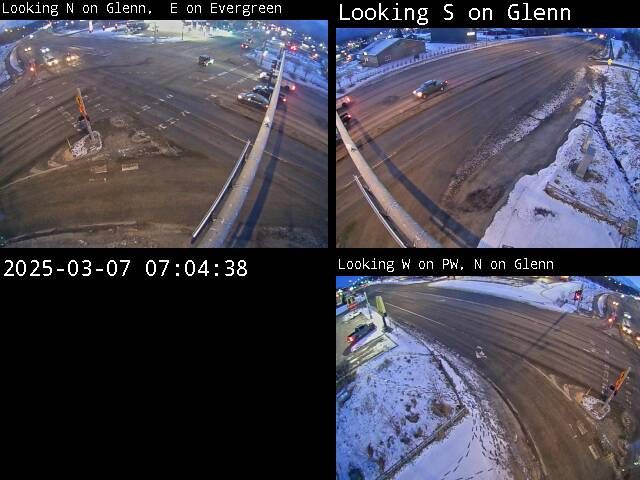 Looking N on Glenn,  E on Evergreen
Looking S on Glenn
2025-03-07 07:04:38
Looking W on PW, N on Glenn